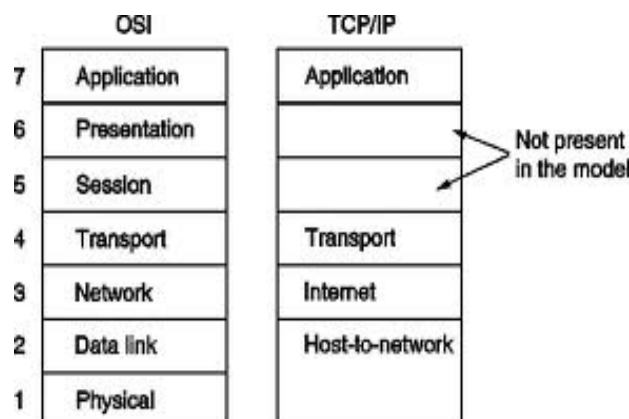 OSI TCP/IP
7 Application Application
6 Presentation
Not present
in the model
5 Session
4 Transport Transport
3 Network Internet
2 Data link Host-to-network
1 Physical